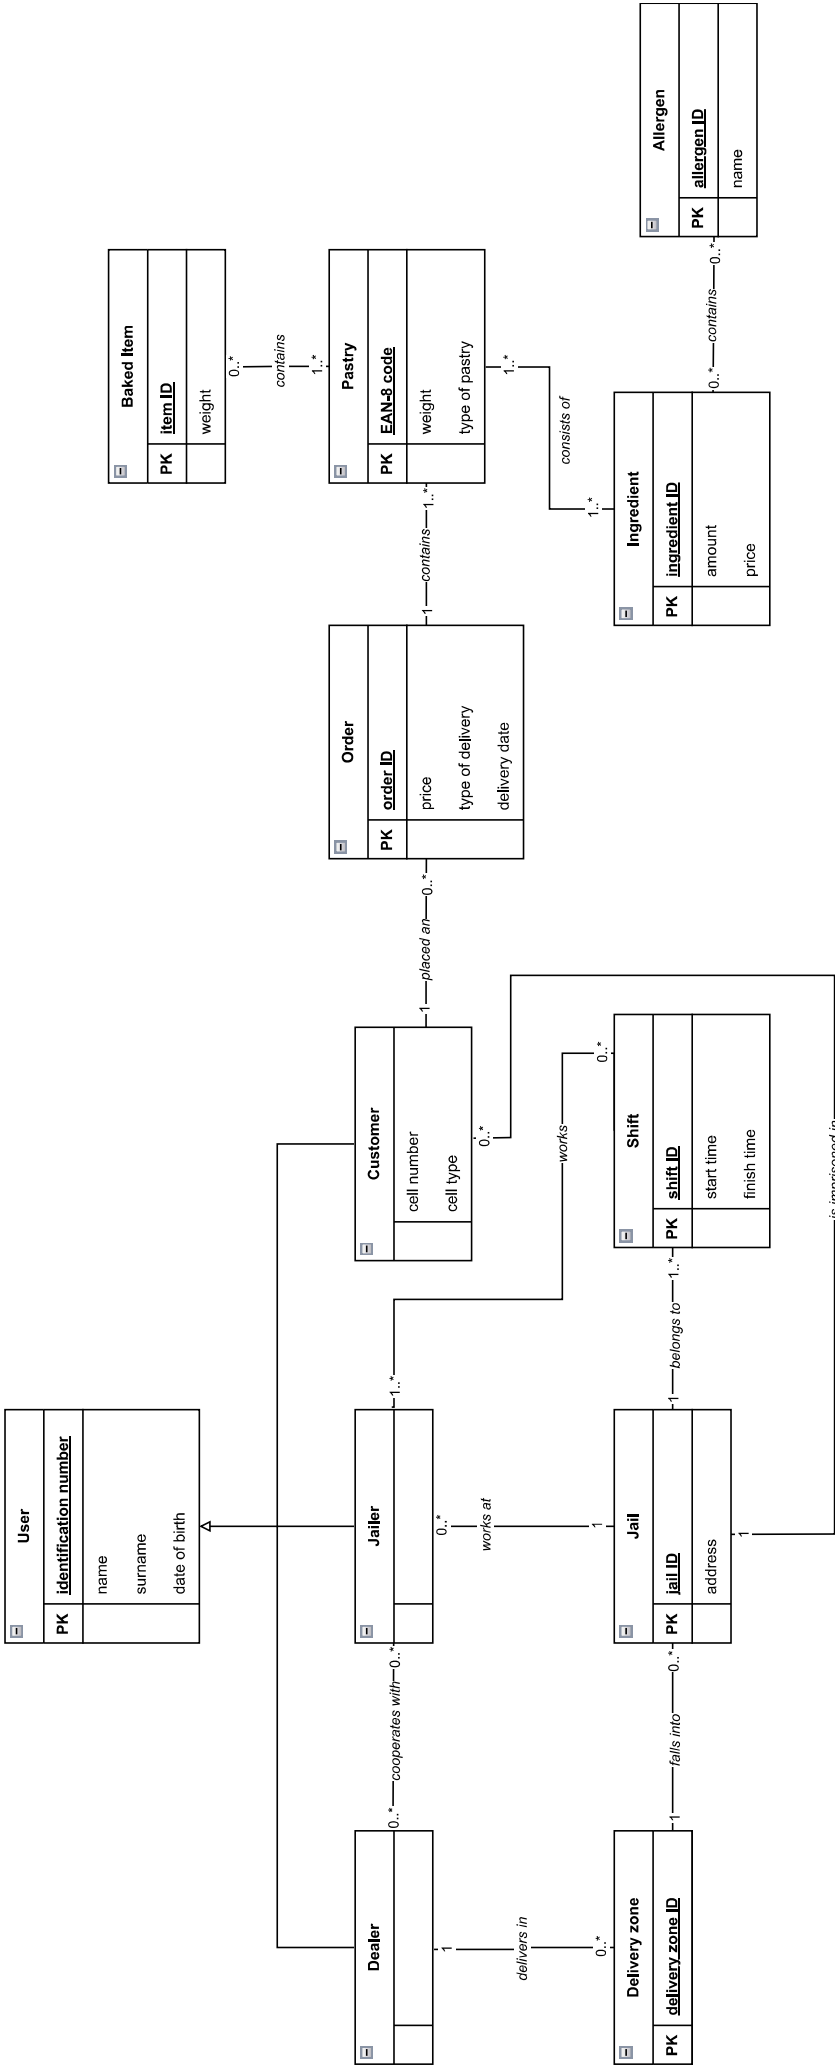 User
PK identification number
name
surname
date of birth
Dealer
0..*
cooperates with
0..*
Jailer
1..*
works
0..*
Customer
cell number
cell type
1
placed an
0..*
Order
PK order ID
price
type of delivery
delivery date
1
contains
1..*
Pastry
PK EAN-8 code
weight
type of pastry
1..*
contains
0..*
Baked Item
PK item ID
weight
1..*
consists of
1..*
Ingredient
PK ingredient ID
amount
price
0..*
contains
0..*
Allergen
PK allergen ID
name
1
delivers in
0..*
Delivery zone
PK delivery zone ID
1
falls into
0..*
0..*
works at
1
Jail
PK jail ID
address
1
belongs to
1..*
Shift
PK shift ID
start time
finish time
0..*
is imprisoned in
1